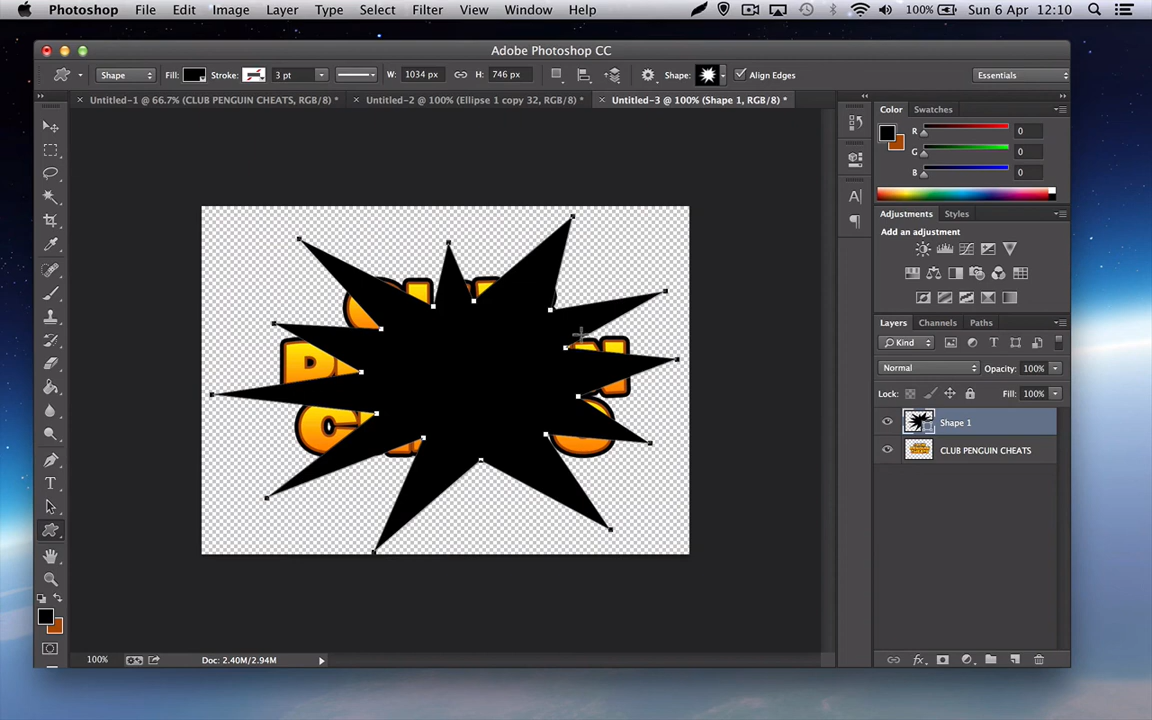 Photoshop File Edit Image Layer Type Select Filter View Window Help 100% Sun 6 Apr 12:10
Adobe Photoshop CC
Shape Fill: Stroke: 3 pt W: 1034 px H: 746 px Shape: Align Edges Essentials
Untitled-1 @ 66.7% (CLUB PENGUIN CHEATS, RGB/8) * Untitled-2 @ 100% (Ellipse 1 copy 32, RGB/8) * Untitled-3 @ 100% (Shape 1, RGB/8) *
Color Swatches
R 0
G 0
B 0
Adjustments Styles
Add an adjustment
Layers Channels Paths
Kind
Normal Opacity: 100%
Lock: Fill: 100%
Shape 1
CLUB PENGUIN CHEATS
100% Doc: 2.40M/2.94M